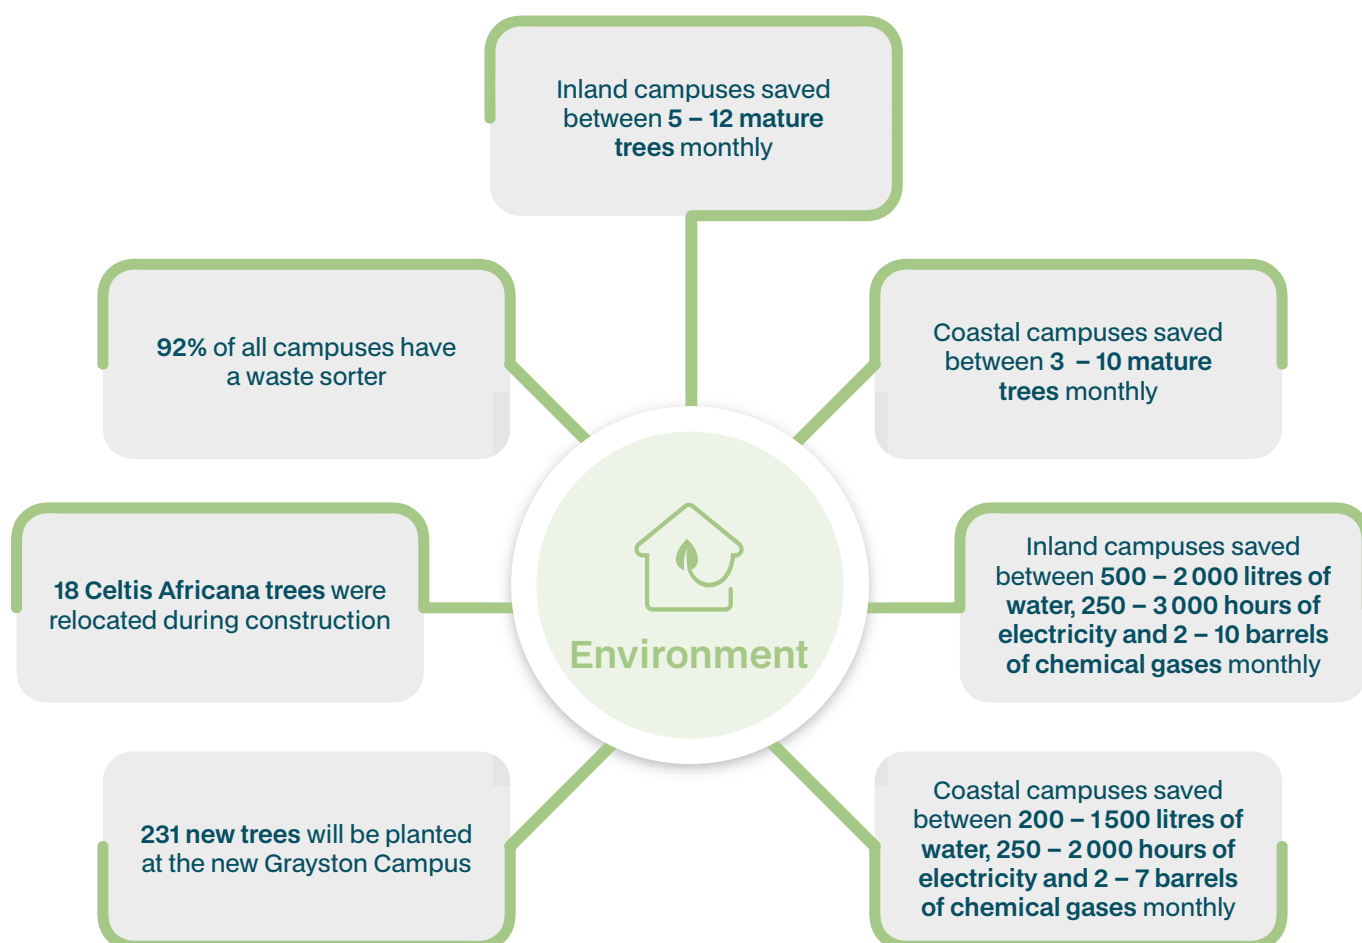 Inland campuses saved
between 5 – 12 mature
trees monthly
92% of all campuses have
a waste sorter
Coastal campuses saved
between 3 – 10 mature
trees monthly
18 Celtis Africana trees were
relocated during construction
Environment
Inland campuses saved
between 500 – 2 000 litres of
water, 250 – 3 000 hours of
electricity and 2 – 10 barrels
of chemical gases monthly
231 new trees will be planted
at the new Grayston Campus
Coastal campuses saved
between 200 – 1 500 litres of
water, 250 – 2 000 hours of
electricity and 2 – 7 barrels
of chemical gases monthly